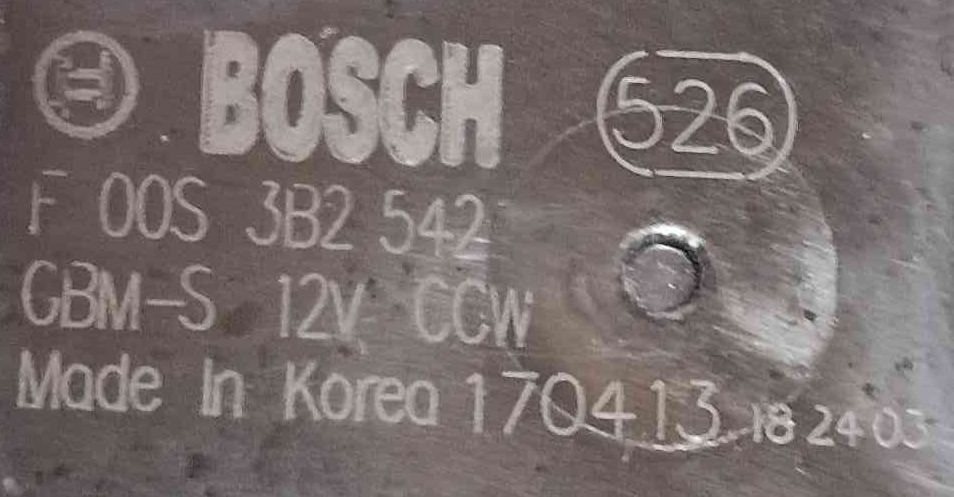 BOSCH 526
F 00S 3B2 542
GBM-S 12V CCW
Made In Korea 170413 18 24 03